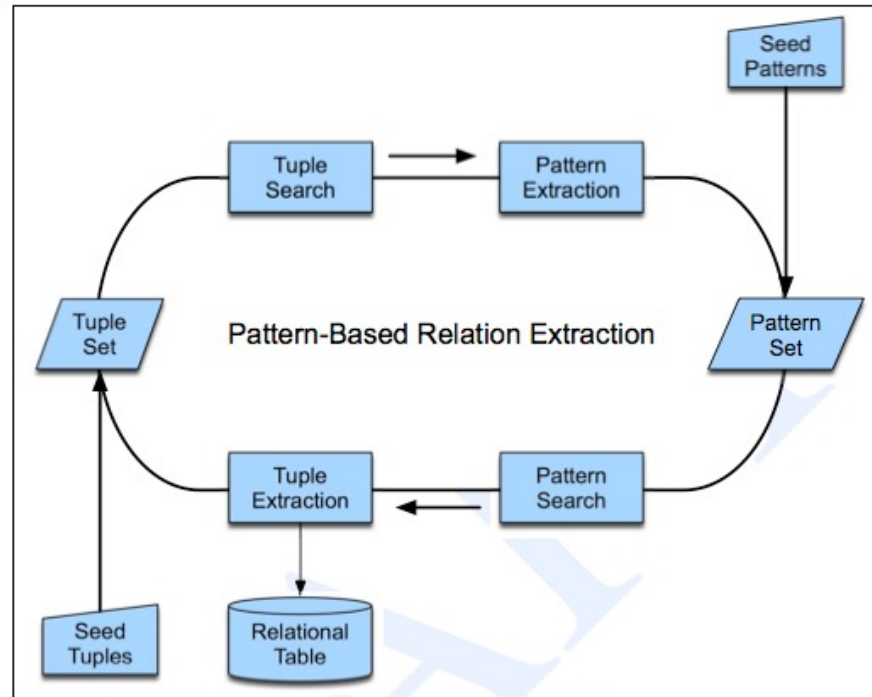 Seed
Patterns
Tuple
Search
Pattern
Extraction
Tuple
Set
Pattern-Based Relation Extraction
Pattern
Set
Tuple
Extraction
Pattern
Search
Seed
Tuples
Relational
Table